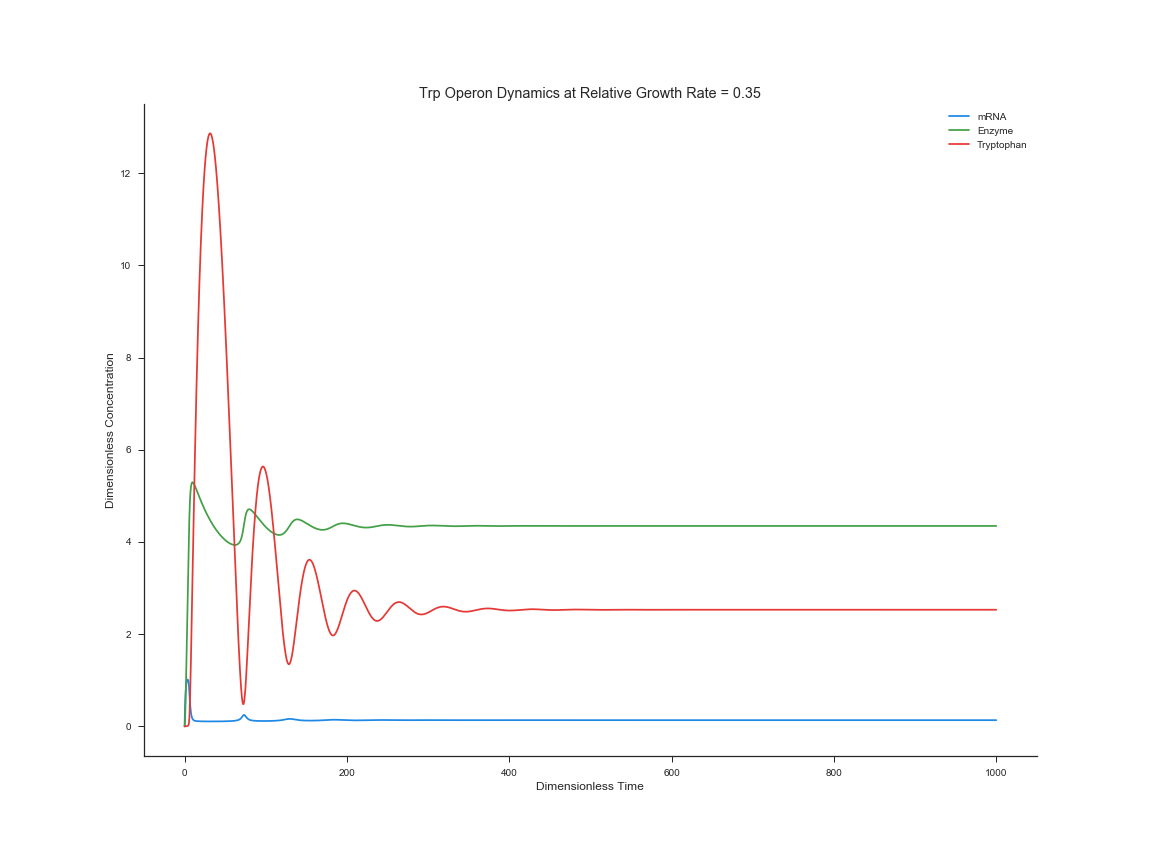 Trp Operon Dynamics at Relative Growth Rate = 0.35
mRNA
Enzyme
Tryptophan
Dimensionless Concentration
12
10
8
6
4
2
0
0 200 400 600 800 1000
Dimensionless Time